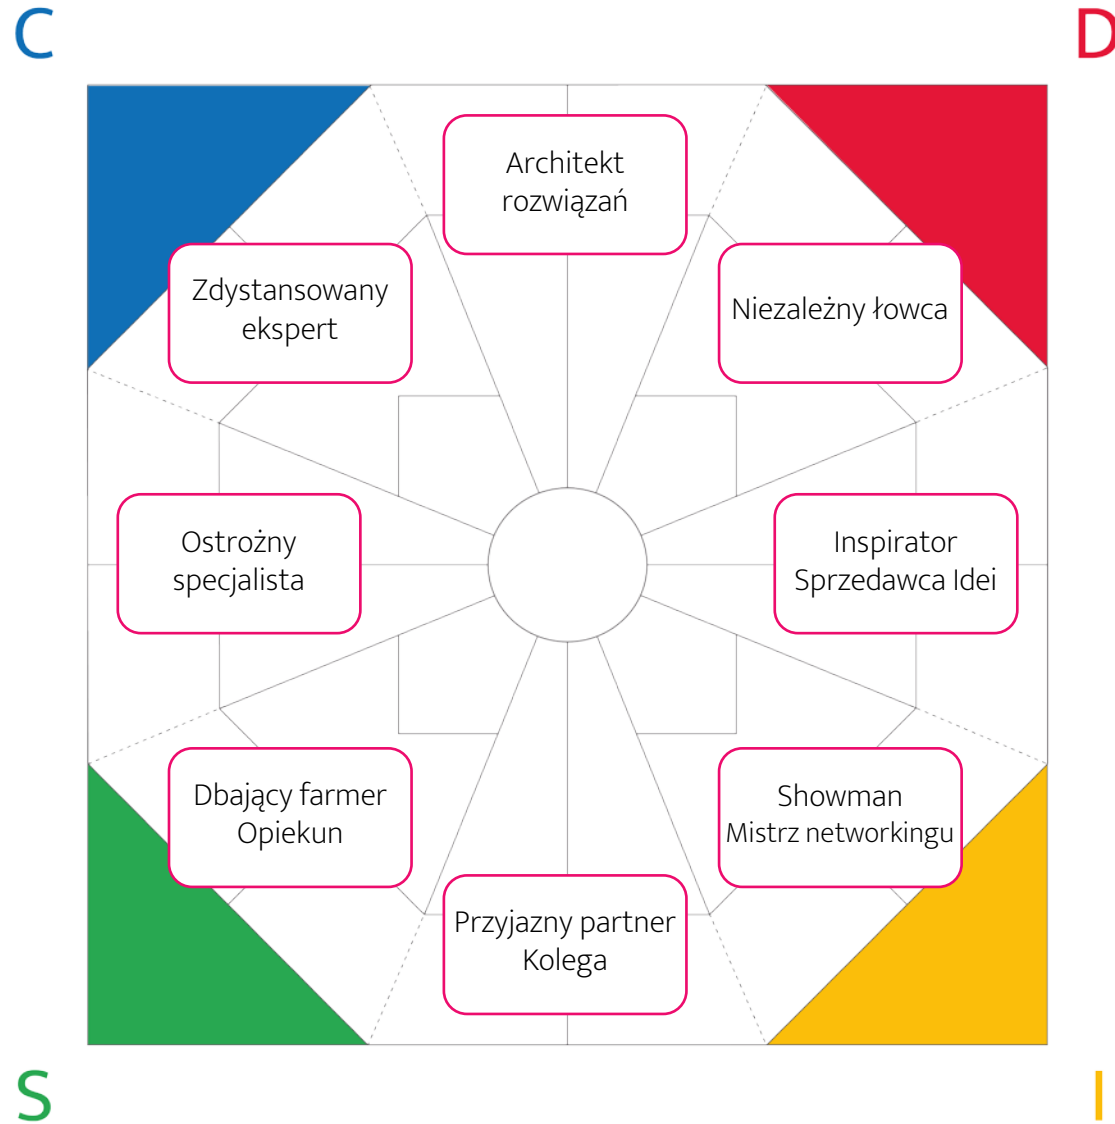 C
D
Architekt
rozwiązań
Zdystansowany
ekspert
Niezależny łowca
Ostrożny
specjalista
Inspirator
Sprzedawca Idei
Dbający farmer
Opiekun
Showman
Mistrz networkingu
Przyjazny partner
Kolega
S
I